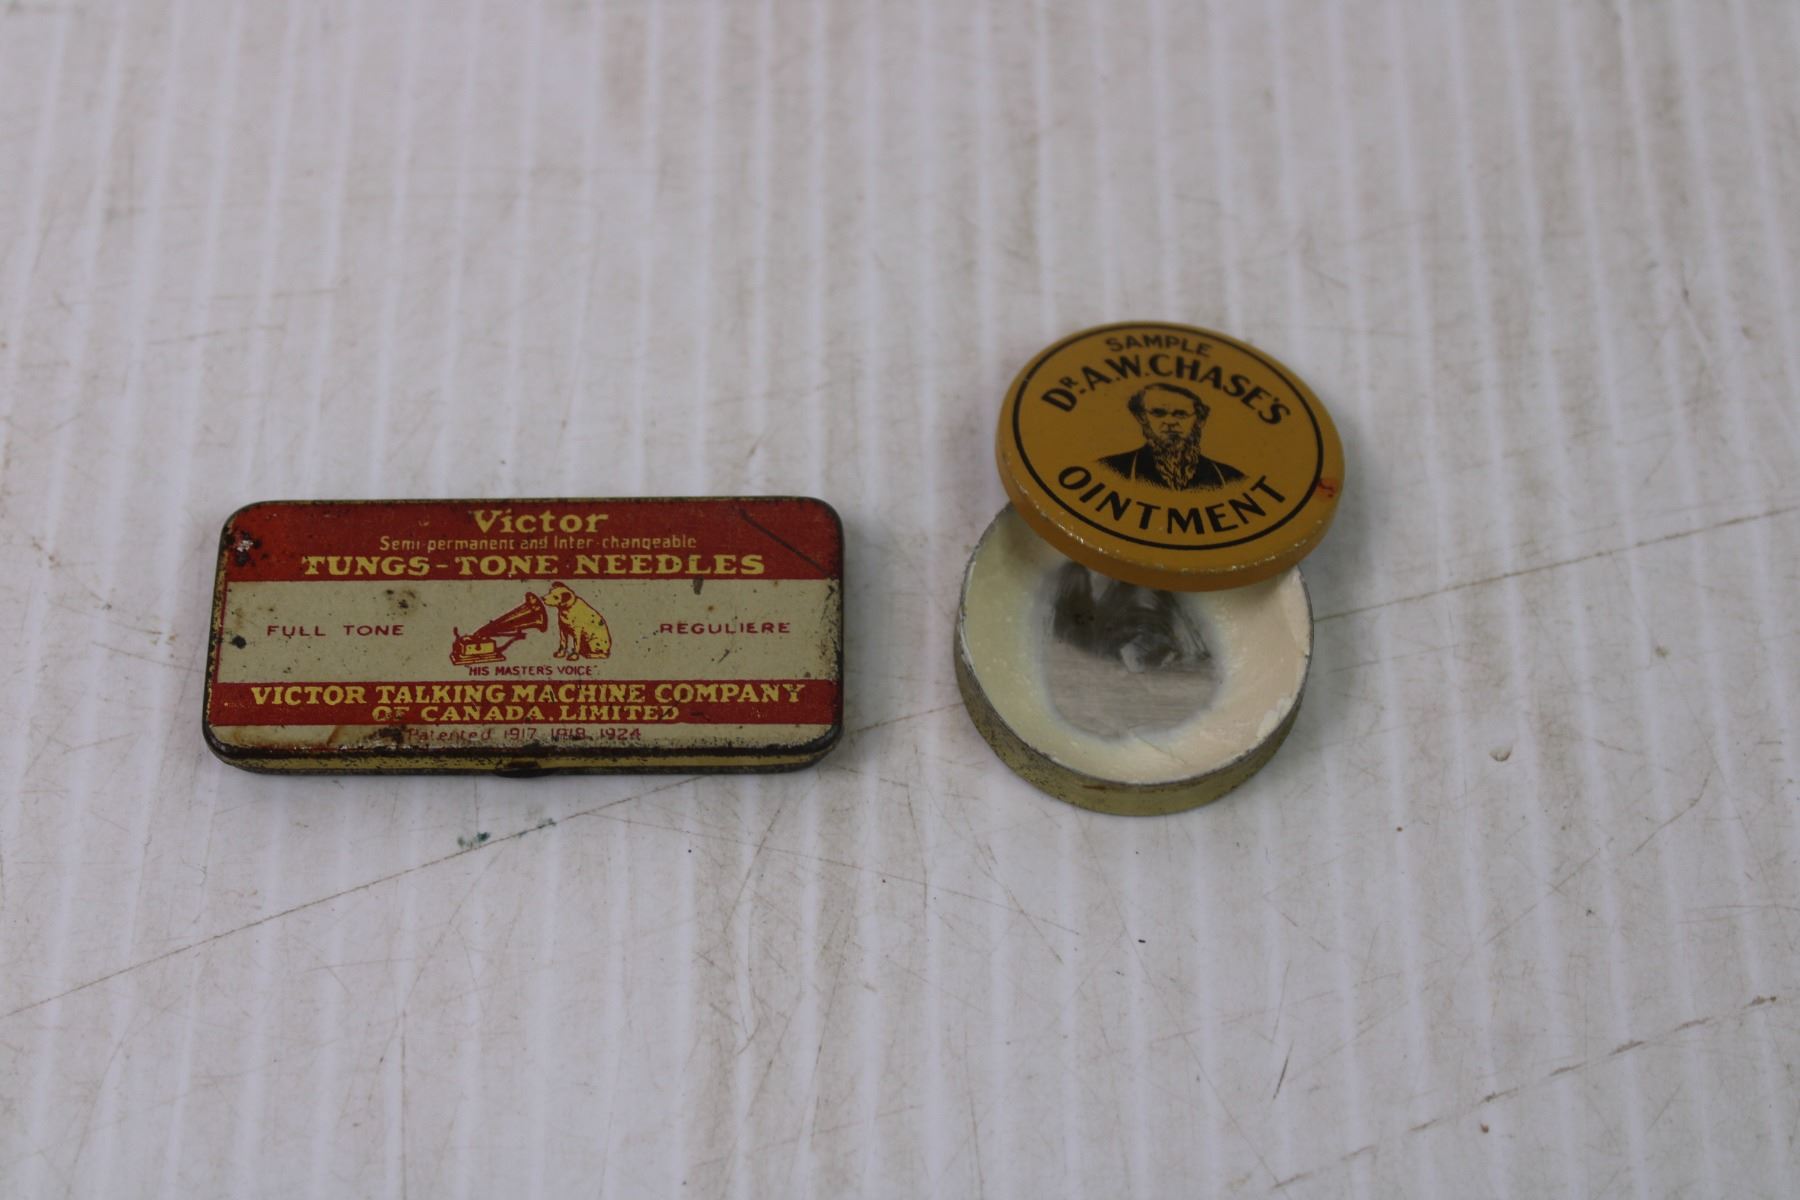 Victor
Semi-permanent and Inter-changeable
TUNGS-TONE NEEDLES
FULL TONE
REGULIERE
"HIS MASTER'S VOICE"
VICTOR TALKING MACHINE COMPANY
OF CANADA, LIMITED
Patented 1917 1918 1924
SAMPLE
DR. A.W. CHASE'S
OINTMENT